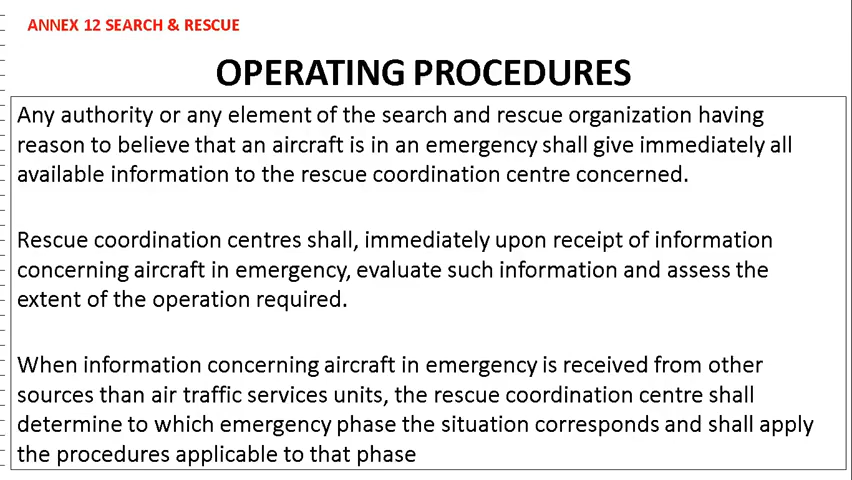 ANNEX 12 SEARCH & RESCUE
OPERATING PROCEDURES
Any authority or any element of the search and rescue organization having
reason to believe that an aircraft is in an emergency shall give immediately all
available information to the rescue coordination centre concerned.
Rescue coordination centres shall, immediately upon receipt of information
concerning aircraft in emergency, evaluate such information and assess the
extent of the operation required.
When information concerning aircraft in emergency is received from other
sources than air traffic services units, the rescue coordination centre shall
determine to which emergency phase the situation corresponds and shall apply
the procedures applicable to that phase